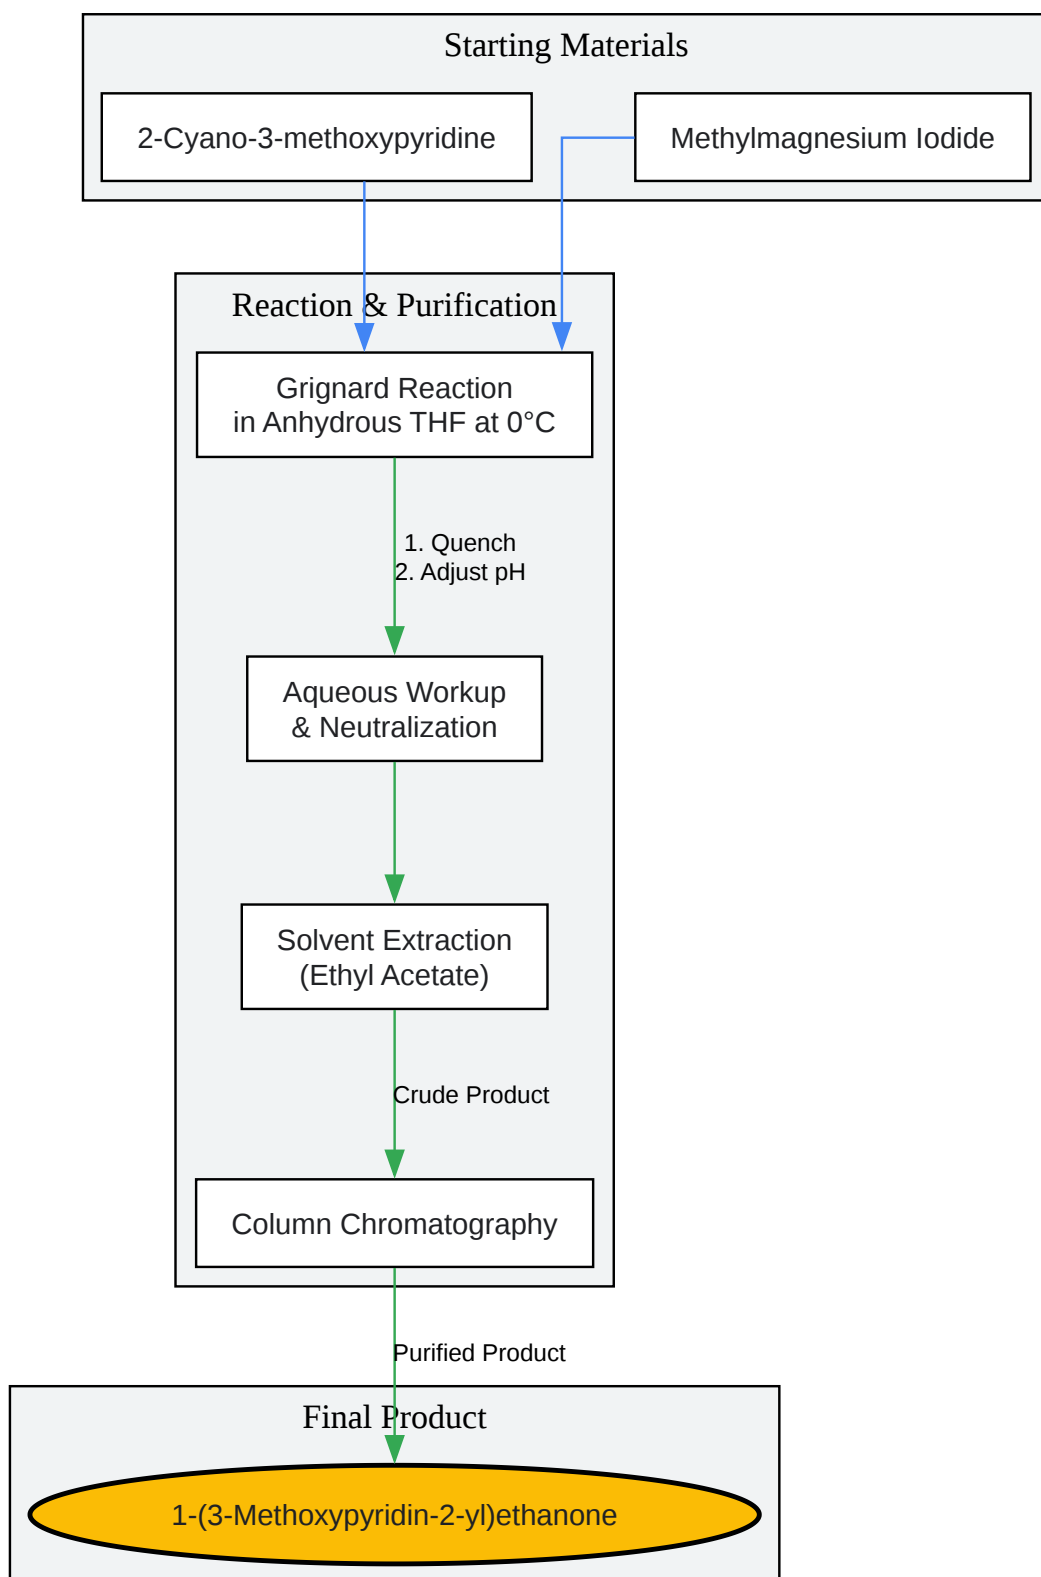 Starting Materials
2-Cyano-3-methoxypyridine
Methylmagnesium Iodide
Reaction & Purification
Grignard Reaction
in Anhydrous THF at 0°C
1. Quench
2. Adjust pH
Aqueous Workup
& Neutralization
Solvent Extraction
(Ethyl Acetate)
Crude Product
Column Chromatography
Purified Product
Final Product
1-(3-Methoxypyridin-2-yl)ethanone